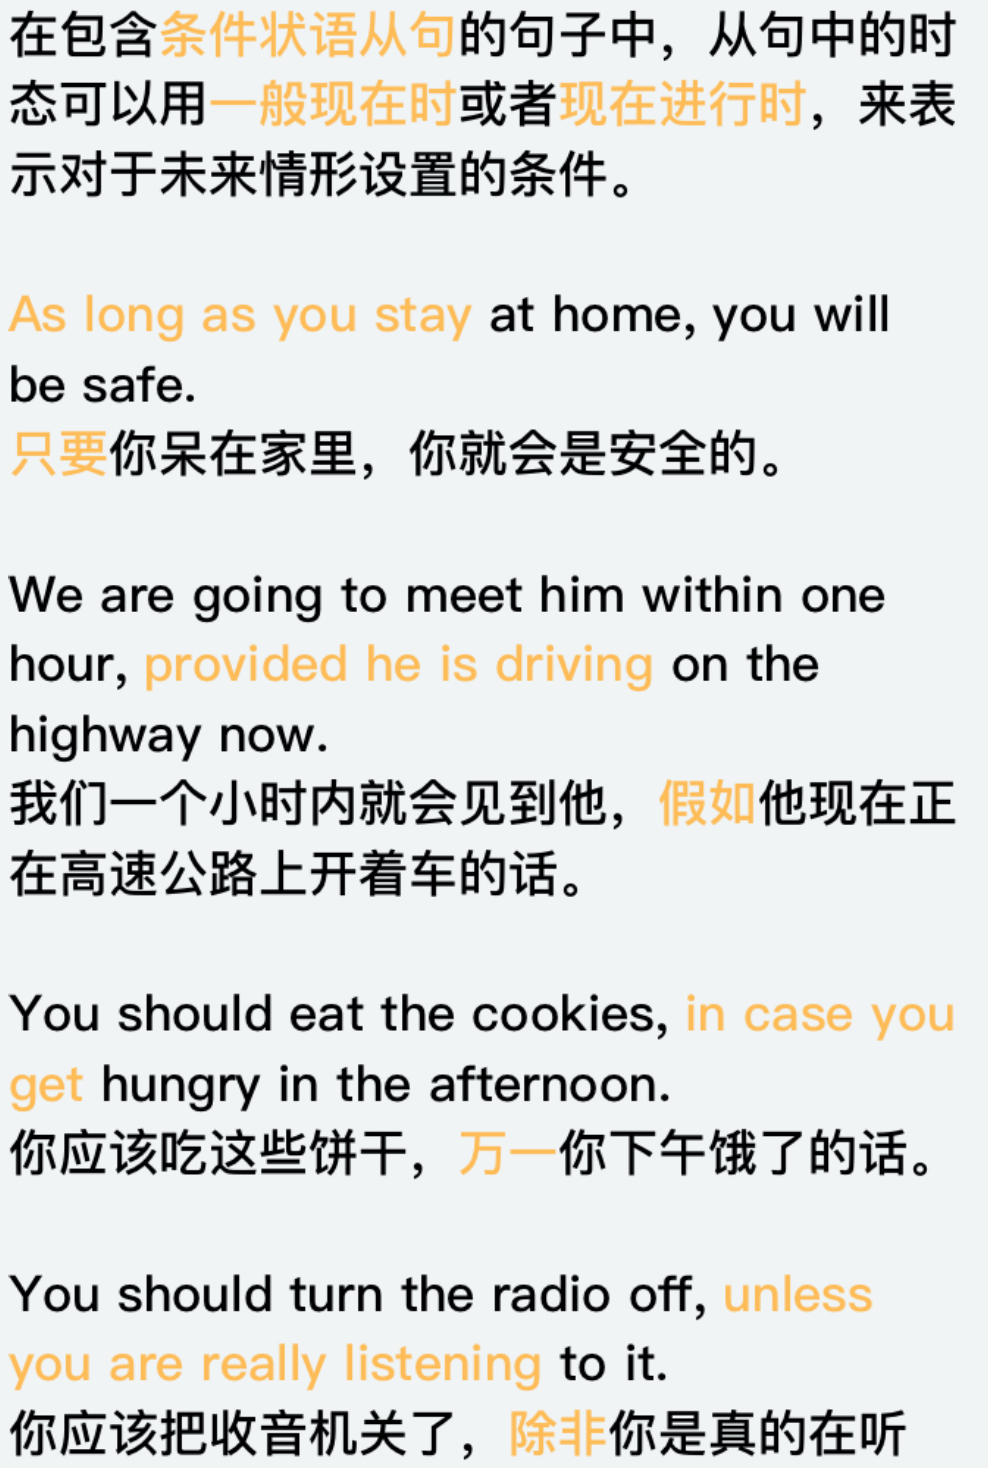 在包含条件状语从句的句子中，从句中的时
态可以用一般现在时或者现在进行时，来表
示对于未来情形设置的条件。
As long as you stay at home, you will
be safe.
只要你呆在家里，你就会是安全的。
We are going to meet him within one
hour, provided he is driving on the
highway now.
我们一个小时内就会见到他，假如他现在正
在高速公路上开着车的话。
You should eat the cookies, in case you
get hungry in the afternoon.
你应该吃这些饼干，万一你下午饿了的话。
You should turn the radio off, unless
you are really listening to it.
你应该把收音机关了，除非你是真的在听